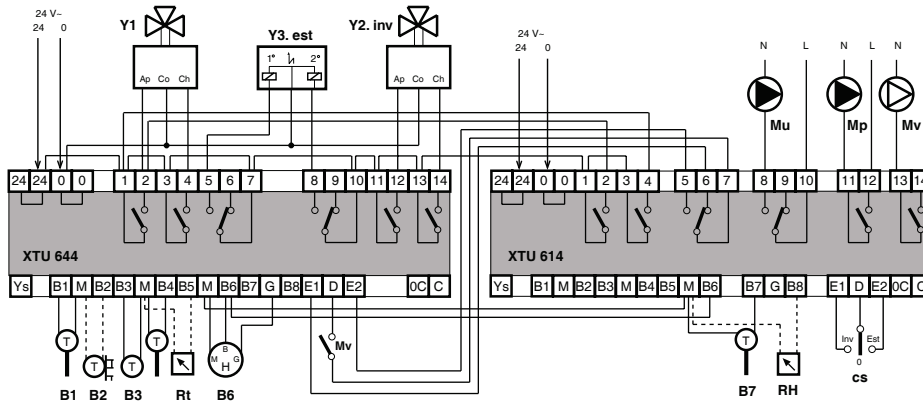 Y1 Y3. est Y2. inv
24 V~
24 0
24 V~
24 0
1° 2°
Ap Co Ch
Ap Co Ch
N L N L N
Mu Mp Mv
24 24 0 0 1 2 3 4 5 6 7 8 9 10 11 12 13 14
24 24 0 0 1 2 3 4 5 6 7 8 9 10 11 12 13 14
XTU 644
XTU 614
Ys B1 M B2 B3 M B4 B5 M B6 B7 G B8 E1 D E2 0C C
Ys B1 M B2 B3 M B4 B5 M B6 B7 G B8 E1 D E2 0C C
T T T T
B
M G
H
Mv
T
Inv Est
0
B1 B2 B3 Rt B6
B7 RH cs